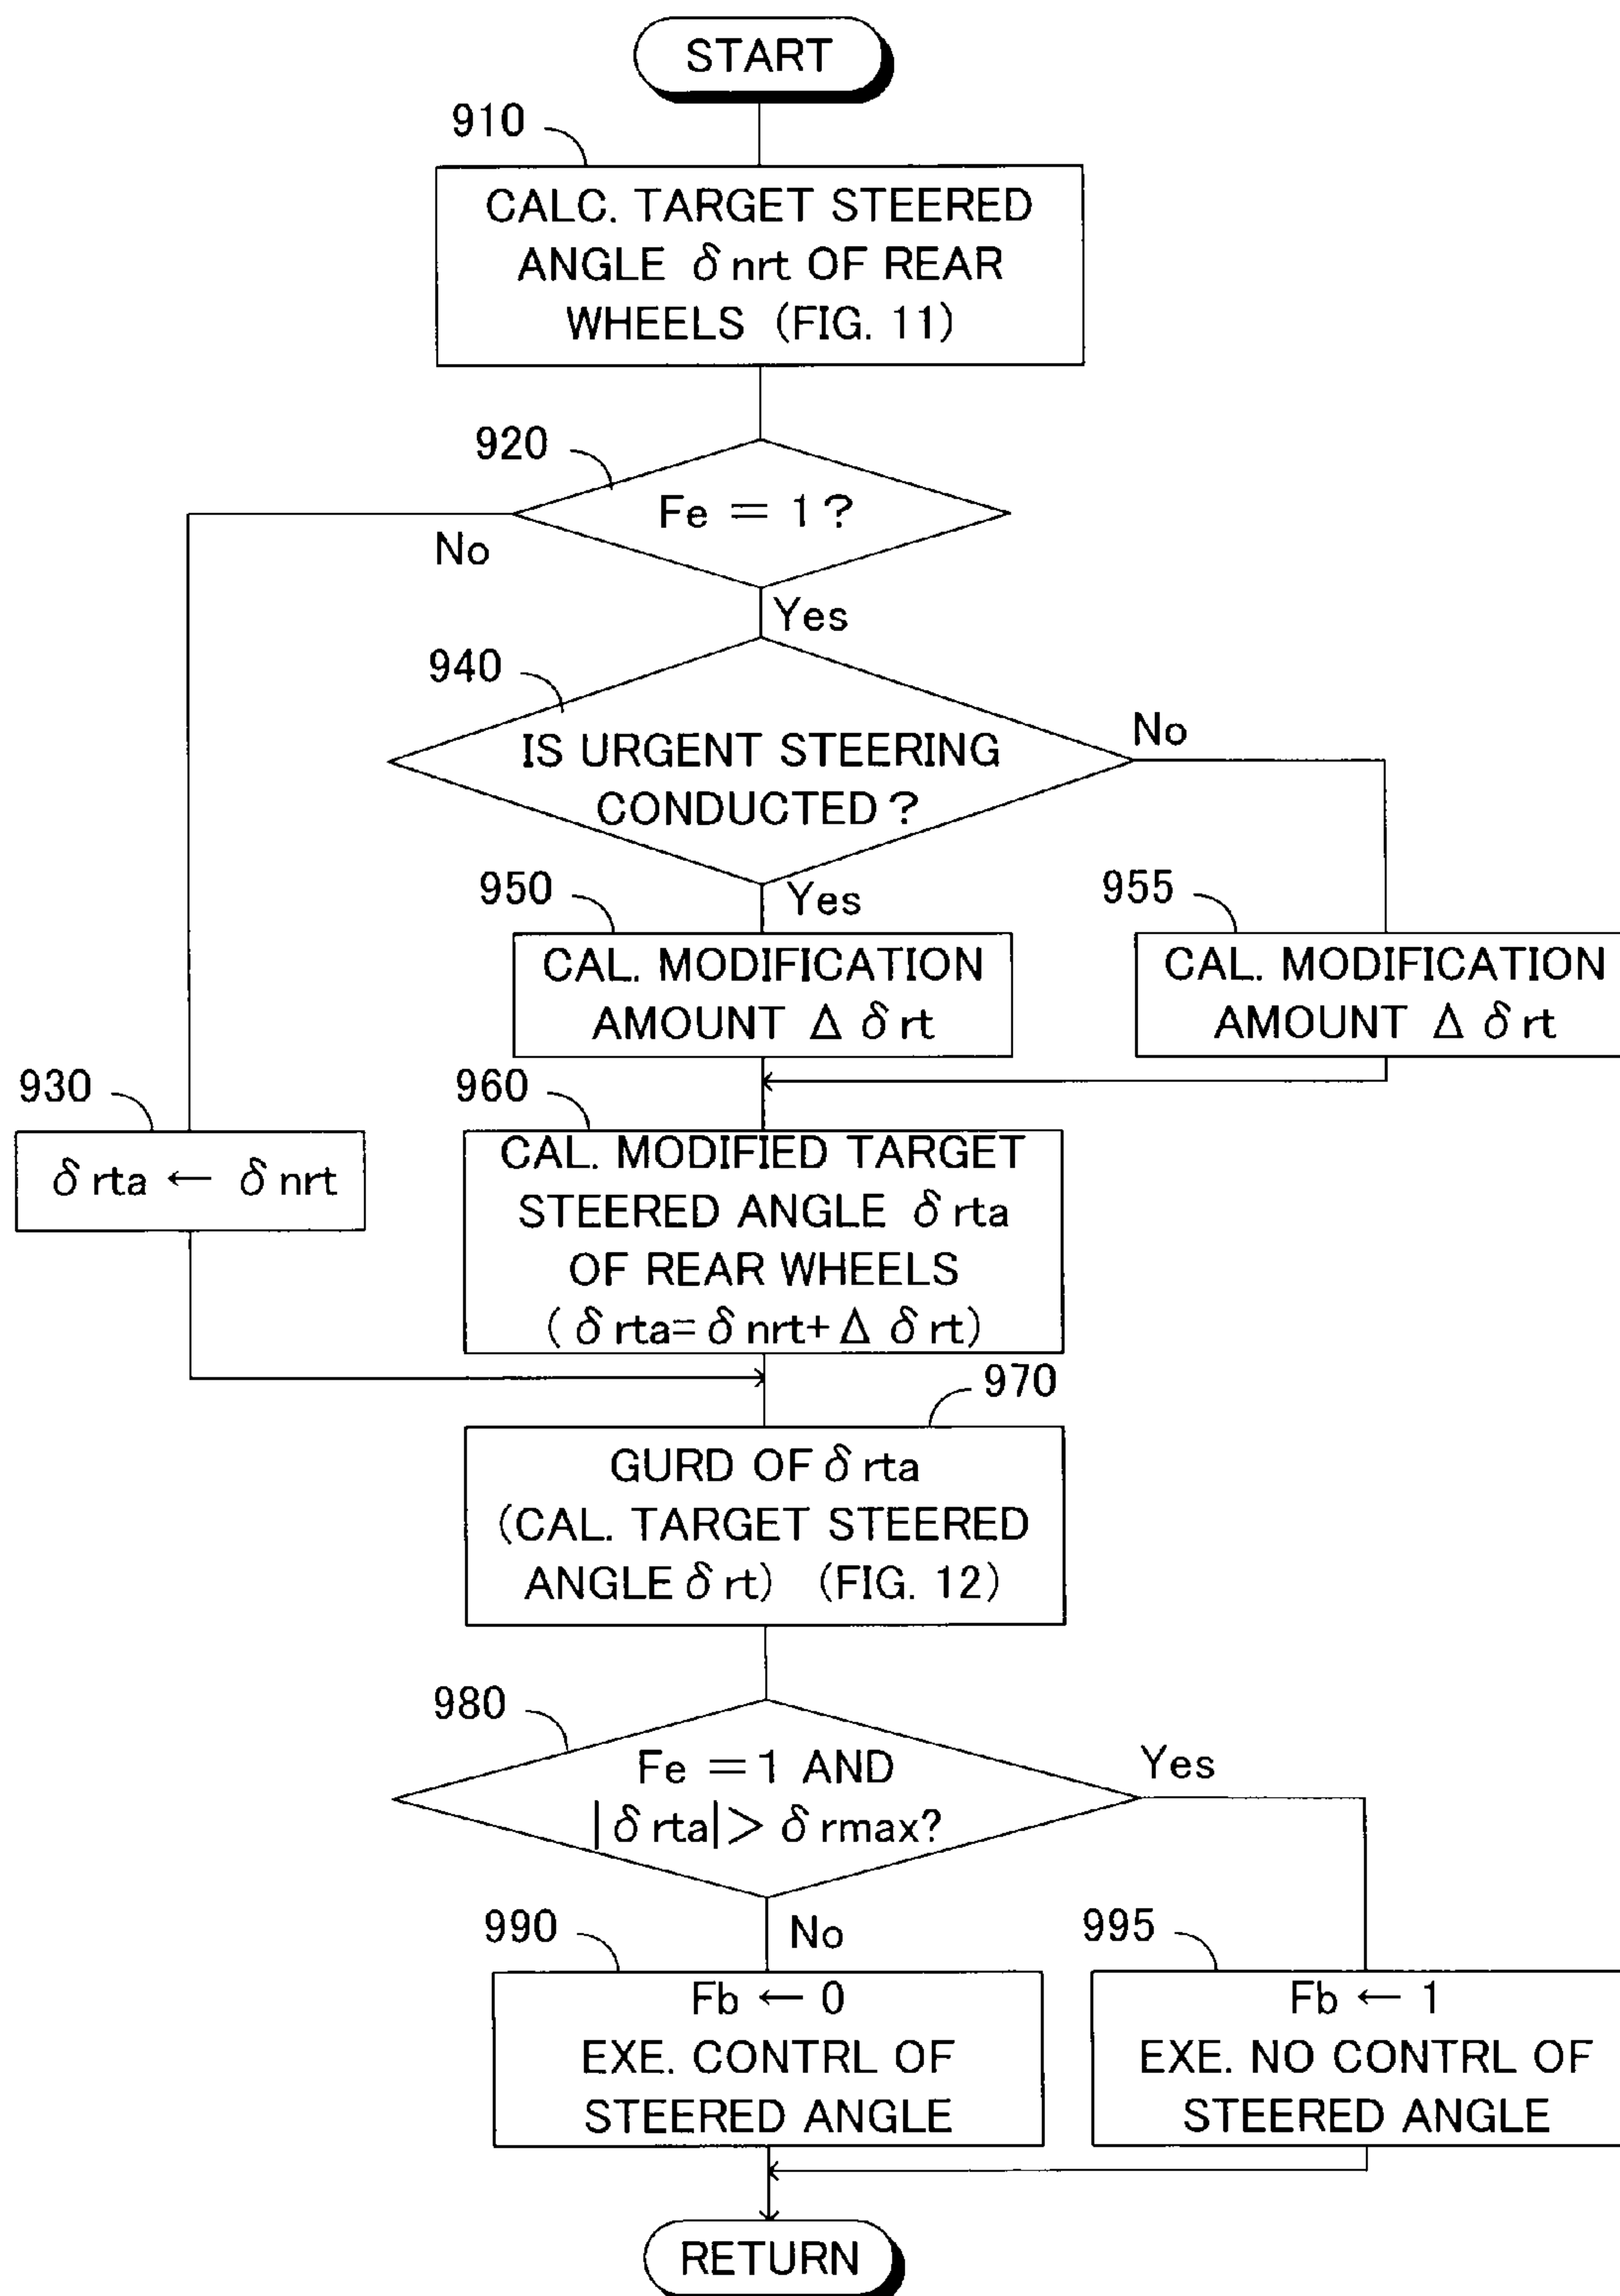 START
910
CALC. TARGET STEERED
ANGLE δnrt OF REAR
WHEELS (FIG. 11)
920
Fe = 1?
No
Yes
940
IS URGENT STEERING
CONDUCTED?
No
Yes
950
CAL. MODIFICATION
AMOUNT Δδrt
955
CAL. MODIFICATION
AMOUNT Δδrt
930
δrta ← δnrt
960
CAL. MODIFIED TARGET
STEERED ANGLE δrta
OF REAR WHEELS
(δrta=δnrt+Δδrt)
970
GURD OF δrta
(CAL. TARGET STEERED
ANGLE δrt) (FIG. 12)
980
Fe =1 AND
|δrta|> δrmax?
Yes
No
990
Fb ← 0
EXE. CONTRL OF
STEERED ANGLE
995
Fb ← 1
EXE. NO CONTRL OF
STEERED ANGLE
RETURN